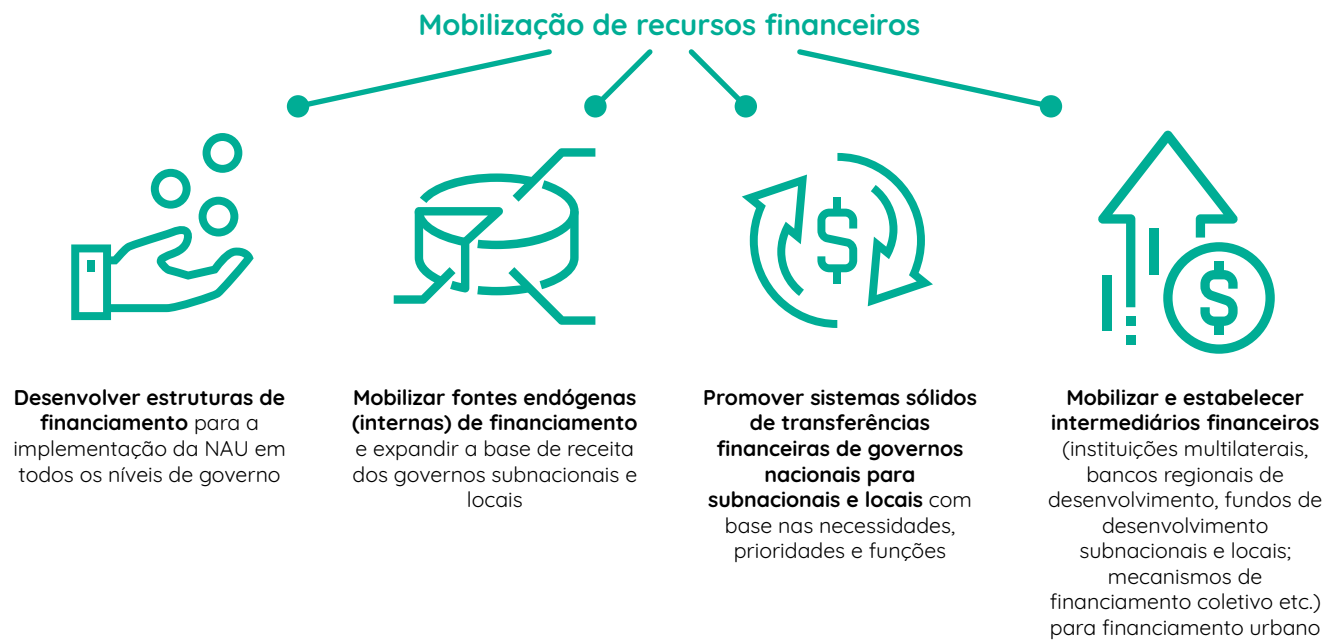 Mobilização de recursos financeiros
Desenvolver estruturas de
financiamento para a
implementação da NAU em
todos os níveis de governo
Mobilizar fontes endógenas
(internas) de financiamento
e expandir a base de receita
dos governos subnacionais e
locais
Promover sistemas sólidos
de transferências
financeiras de governos
nacionais para
subnacionais e locais com
base nas necessidades,
prioridades e funções
Mobilizar e estabelecer
intermediários financeiros
(instituições multilaterais,
bancos regionais de
desenvolvimento, fundos de
desenvolvimento
subnacionais e locais;
mecanismos de
financiamento coletivo etc.)
para financiamento urbano